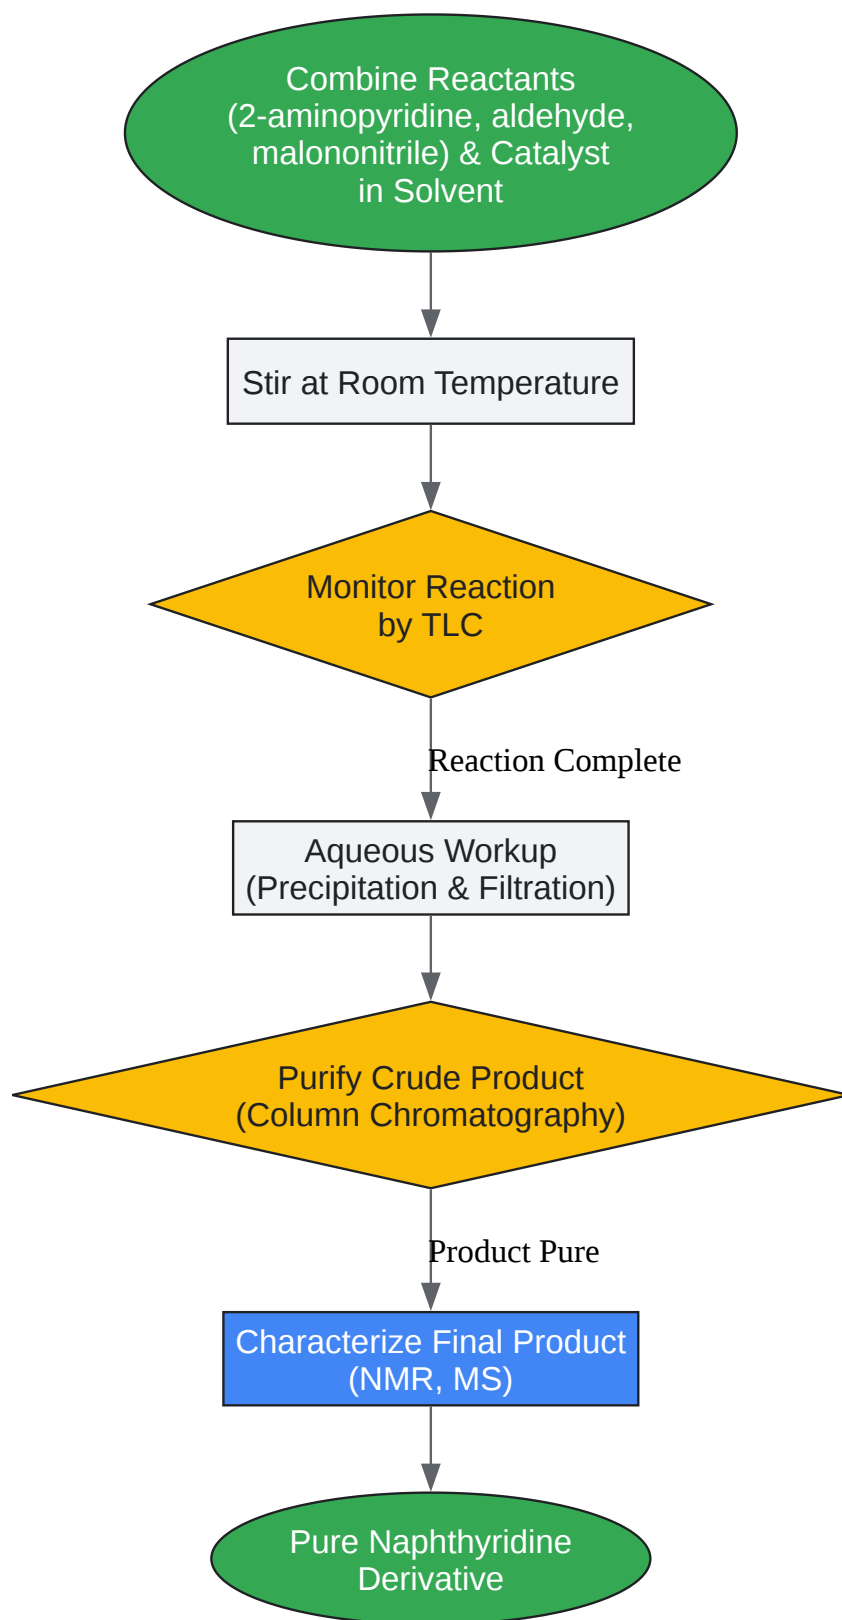 Combine Reactants
(2-aminopyridine, aldehyde,
malononitrile) & Catalyst
in Solvent
Stir at Room Temperature
Monitor Reaction
by TLC
Reaction Complete
Aqueous Workup
(Precipitation & Filtration)
Purify Crude Product
(Column Chromatography)
Product Pure
Characterize Final Product
(NMR, MS)
Pure Naphthyridine
Derivative